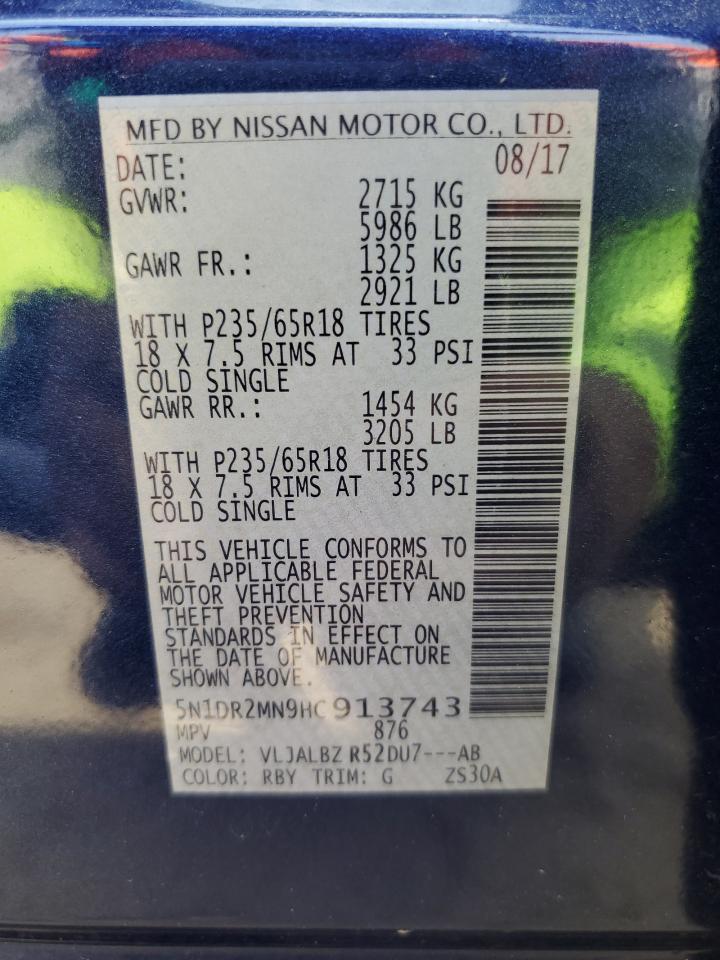 MFD BY NISSAN MOTOR CO., LTD.
DATE: 08/17
GVWR: 2715 KG
5986 LB
GAWR FR.: 1325 KG
2921 LB
WITH P235/65R18 TIRES
18 X 7.5 RIMS AT 33 PSI
COLD SINGLE
GAWR RR.: 1454 KG
3205 LB
WITH P235/65R18 TIRES
18 X 7.5 RIMS AT 33 PSI
COLD SINGLE
THIS VEHICLE CONFORMS TO
ALL APPLICABLE FEDERAL
MOTOR VEHICLE SAFETY AND
THEFT PREVENTION
STANDARDS IN EFFECT ON
THE DATE OF MANUFACTURE
SHOWN ABOVE.
5N1DR2MN9HC913743
MPV 876
MODEL: VLJALBZ R52DU7---AB
COLOR: RBY TRIM: G ZS30A